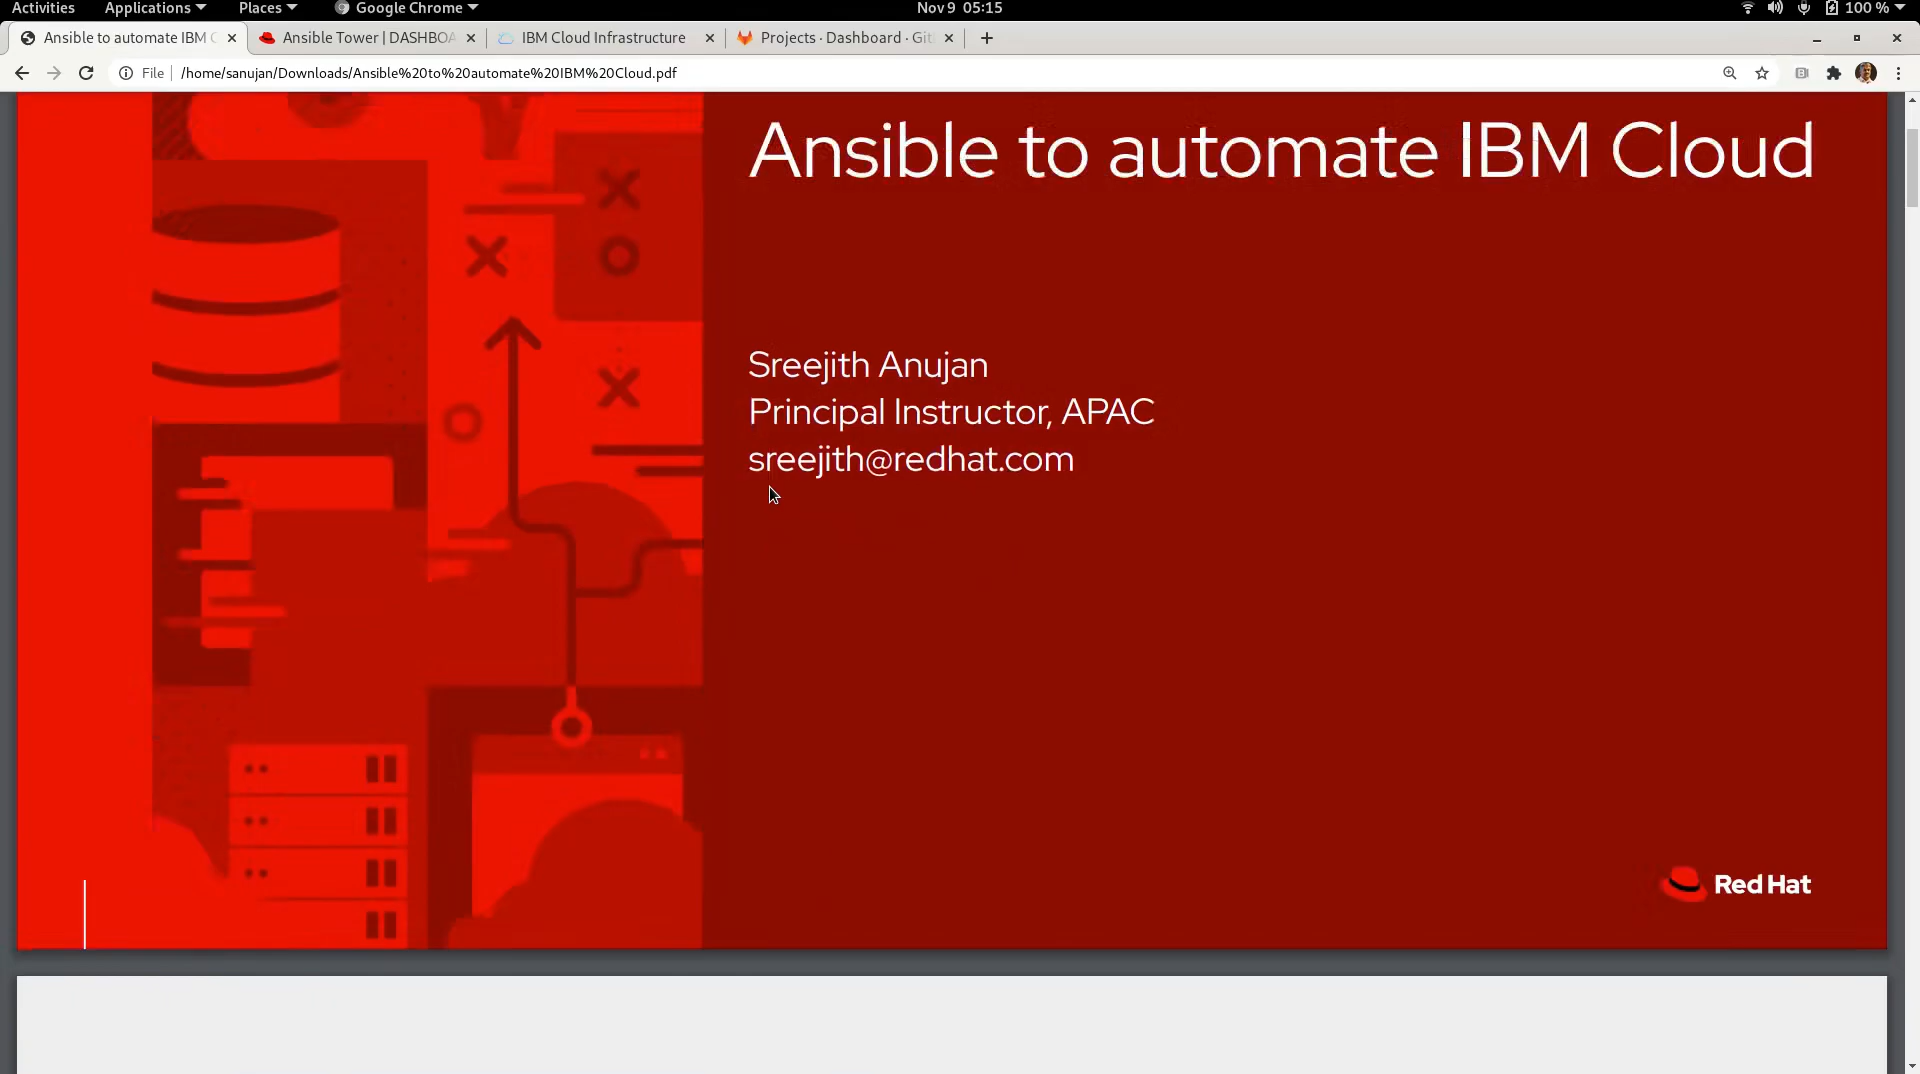 Activities Applications Places Google Chrome Nov 9 05:15 100 %
Ansible to automate IBM C Ansible Tower | DASHBOA IBM Cloud Infrastructure Projects · Dashboard · Git
File /home/sanujan/Downloads/Ansible%20to%20automate%20IBM%20Cloud.pdf
Ansible to automate IBM Cloud
Sreejith Anujan
Principal Instructor, APAC
sreejith@redhat.com
Red Hat